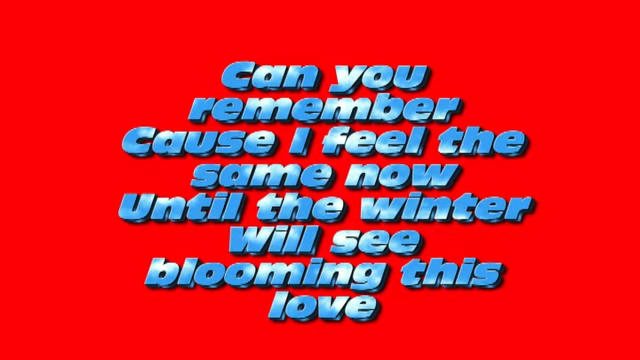 Can you
remember
Cause I feel the
same now
Until the winter
Will see
blooming this
love